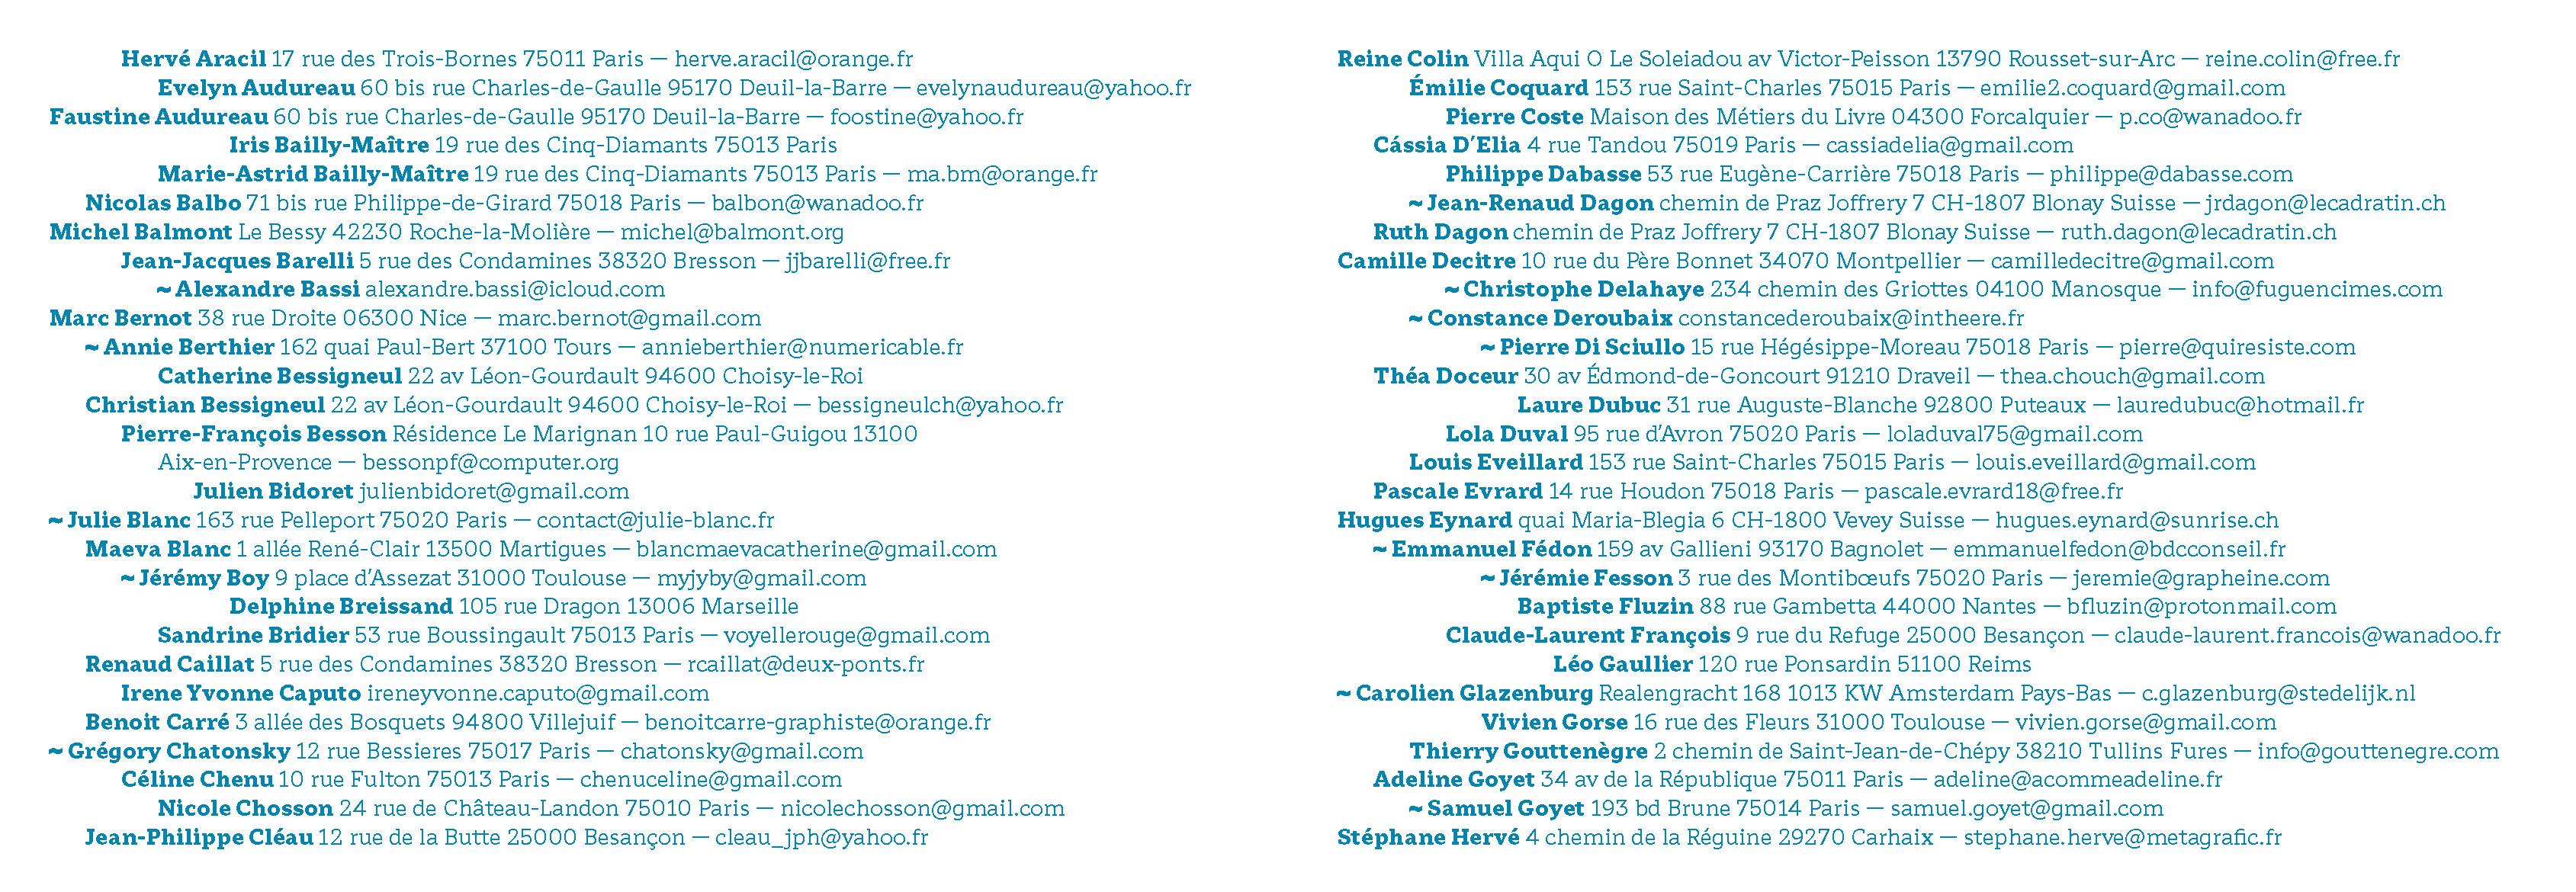 Hervé Aracil 17 rue des Trois-Bornes 75011 Paris — herve.aracil@orange.fr
Evelyn Audureau 60 bis rue Charles-de-Gaulle 95170 Deuil-la-Barre — evelynaudureau@yahoo.fr
Faustine Audureau 60 bis rue Charles-de-Gaulle 95170 Deuil-la-Barre — foostine@yahoo.fr
Iris Bailly-Maître 19 rue des Cinq-Diamants 75013 Paris
Marie-Astrid Bailly-Maître 19 rue des Cinq-Diamants 75013 Paris — ma.bm@orange.fr
Nicolas Balbo 71 bis rue Philippe-de-Girard 75018 Paris — balbon@wanadoo.fr
Michel Balmont Le Bessy 42230 Roche-la-Molière — michel@balmont.org
Jean-Jacques Barelli 5 rue des Condamines 38320 Bresson — jjbarelli@free.fr
~ Alexandre Bassi alexandre.bassi@icloud.com
Marc Bernot 38 rue Droite 06300 Nice — marc.bernot@gmail.com
~ Annie Berthier 162 quai Paul-Bert 37100 Tours — annieberthier@numericable.fr
Catherine Bessigneul 22 av Léon-Gourdault 94600 Choisy-le-Roi
Christian Bessigneul 22 av Léon-Gourdault 94600 Choisy-le-Roi — bessigneulch@yahoo.fr
Pierre-François Besson Résidence Le Marignan 10 rue Paul-Guigou 13100
Aix-en-Provence — bessonpf@computer.org
Julien Bidoret julienbidoret@gmail.com
~ Julie Blanc 163 rue Pelleport 75020 Paris — contact@julie-blanc.fr
Maeva Blanc 1 allée René-Clair 13500 Martigues — blancmaevacatherine@gmail.com
~ Jérémy Boy 9 place d'Assezat 31000 Toulouse — myjyby@gmail.com
Delphine Breissand 105 rue Dragon 13006 Marseille
Sandrine Bridier 53 rue Boussingault 75013 Paris — voyellerouge@gmail.com
Renaud Caillat 5 rue des Condamines 38320 Bresson — rcaillat@deux-ponts.fr
Irene Yvonne Caputo ireneyvonne.caputo@gmail.com
Benoit Carré 3 allée des Bosquets 94800 Villejuif — benoitcarre-graphiste@orange.fr
~ Grégory Chatonsky 12 rue Bessieres 75017 Paris — chatonsky@gmail.com
Céline Chenu 10 rue Fulton 75013 Paris — chenuceline@gmail.com
Nicole Chosson 24 rue de Château-Landon 75010 Paris — nicolechosson@gmail.com
Jean-Philippe Cléau 12 rue de la Butte 25000 Besançon — cleau_jph@yahoo.fr
Reine Colin Villa Aqui O Le Soleiadou av Victor-Peisson 13790 Rousset-sur-Arc — reine.colin@free.fr
Émilie Coquard 153 rue Saint-Charles 75015 Paris — emilie2.coquard@gmail.com
Pierre Coste Maison des Métiers du Livre 04300 Forcalquier — p.co@wanadoo.fr
Cássia D'Elia 4 rue Tandou 75019 Paris — cassiadelia@gmail.com
Philippe Dabasse 53 rue Eugène-Carrière 75018 Paris — philippe@dabasse.com
~ Jean-Renaud Dagon chemin de Praz Joffrery 7 CH-1807 Blonay Suisse — jrdagon@lecadratin.ch
Ruth Dagon chemin de Praz Joffrery 7 CH-1807 Blonay Suisse — ruth.dagon@lecadratin.ch
Camille Decitre 10 rue du Père Bonnet 34070 Montpellier — camilledecitre@gmail.com
~ Christophe Delahaye 234 chemin des Griottes 04100 Manosque — info@fuguencimes.com
~ Constance Deroubaix constancederoubaix@intheere.fr
~ Pierre Di Sciullo 15 rue Hégésippe-Moreau 75018 Paris — pierre@quiresiste.com
Théa Doceur 30 av Édmond-de-Goncourt 91210 Draveil — thea.chouch@gmail.com
Laure Dubuc 31 rue Auguste-Blanche 92800 Puteaux — lauredubuc@hotmail.fr
Lola Duval 95 rue d'Avron 75020 Paris — loladuval75@gmail.com
Louis Eveillard 153 rue Saint-Charles 75015 Paris — louis.eveillard@gmail.com
Pascale Evrard 14 rue Houdon 75018 Paris — pascale.evrard18@free.fr
Hugues Eynard quai Maria-Blegia 6 CH-1800 Vevey Suisse — hugues.eynard@sunrise.ch
~ Emmanuel Fédon 159 av Gallieni 93170 Bagnolet — emmanuelfedon@bdcconseil.fr
~ Jérémie Fesson 3 rue des Montibœufs 75020 Paris — jeremie@grapheine.com
Baptiste Fluzin 88 rue Gambetta 44000 Nantes — bfluzin@protonmail.com
Claude-Laurent François 9 rue du Refuge 25000 Besançon — claude-laurent.francois@wanadoo.fr
Léo Gaullier 120 rue Ponsardin 51100 Reims
~ Carolien Glazenburg Realengracht 168 1013 KW Amsterdam Pays-Bas — c.glazenburg@stedelijk.nl
Vivien Gorse 16 rue des Fleurs 31000 Toulouse — vivien.gorse@gmail.com
Thierry Gouttenègre 2 chemin de Saint-Jean-de-Chépy 38210 Tullins Fures — info@gouttenegre.com
Adeline Goyet 34 av de la République 75011 Paris — adeline@acommeadeline.fr
~ Samuel Goyet 193 bd Brune 75014 Paris — samuel.goyet@gmail.com
Stéphane Hervé 4 chemin de la Réguine 29270 Carhaix — stephane.herve@metagrafic.fr